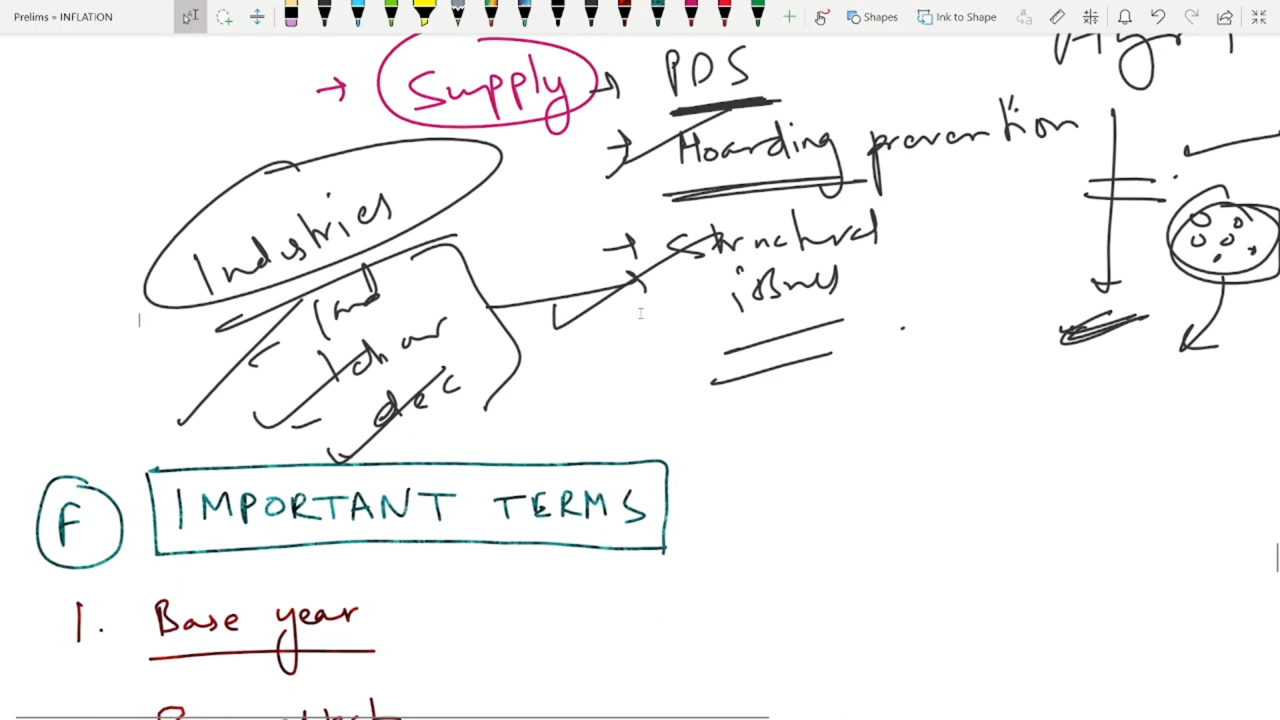 Prelims » INFLATION
Shapes
Ink to Shape
→ Supply → PDS
→ Hoarding prevention
Industries
→ Structural
issues
- land
- labour
- elec
F IMPORTANT TERMS
1. Base year